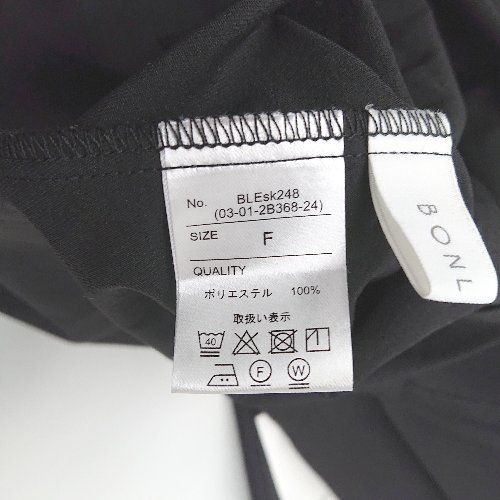 No. BLEsk248
(03-01-2B368-24)
SIZE F
QUALITY
ポリエステル 100%
取扱い表示
40
F W
BONL